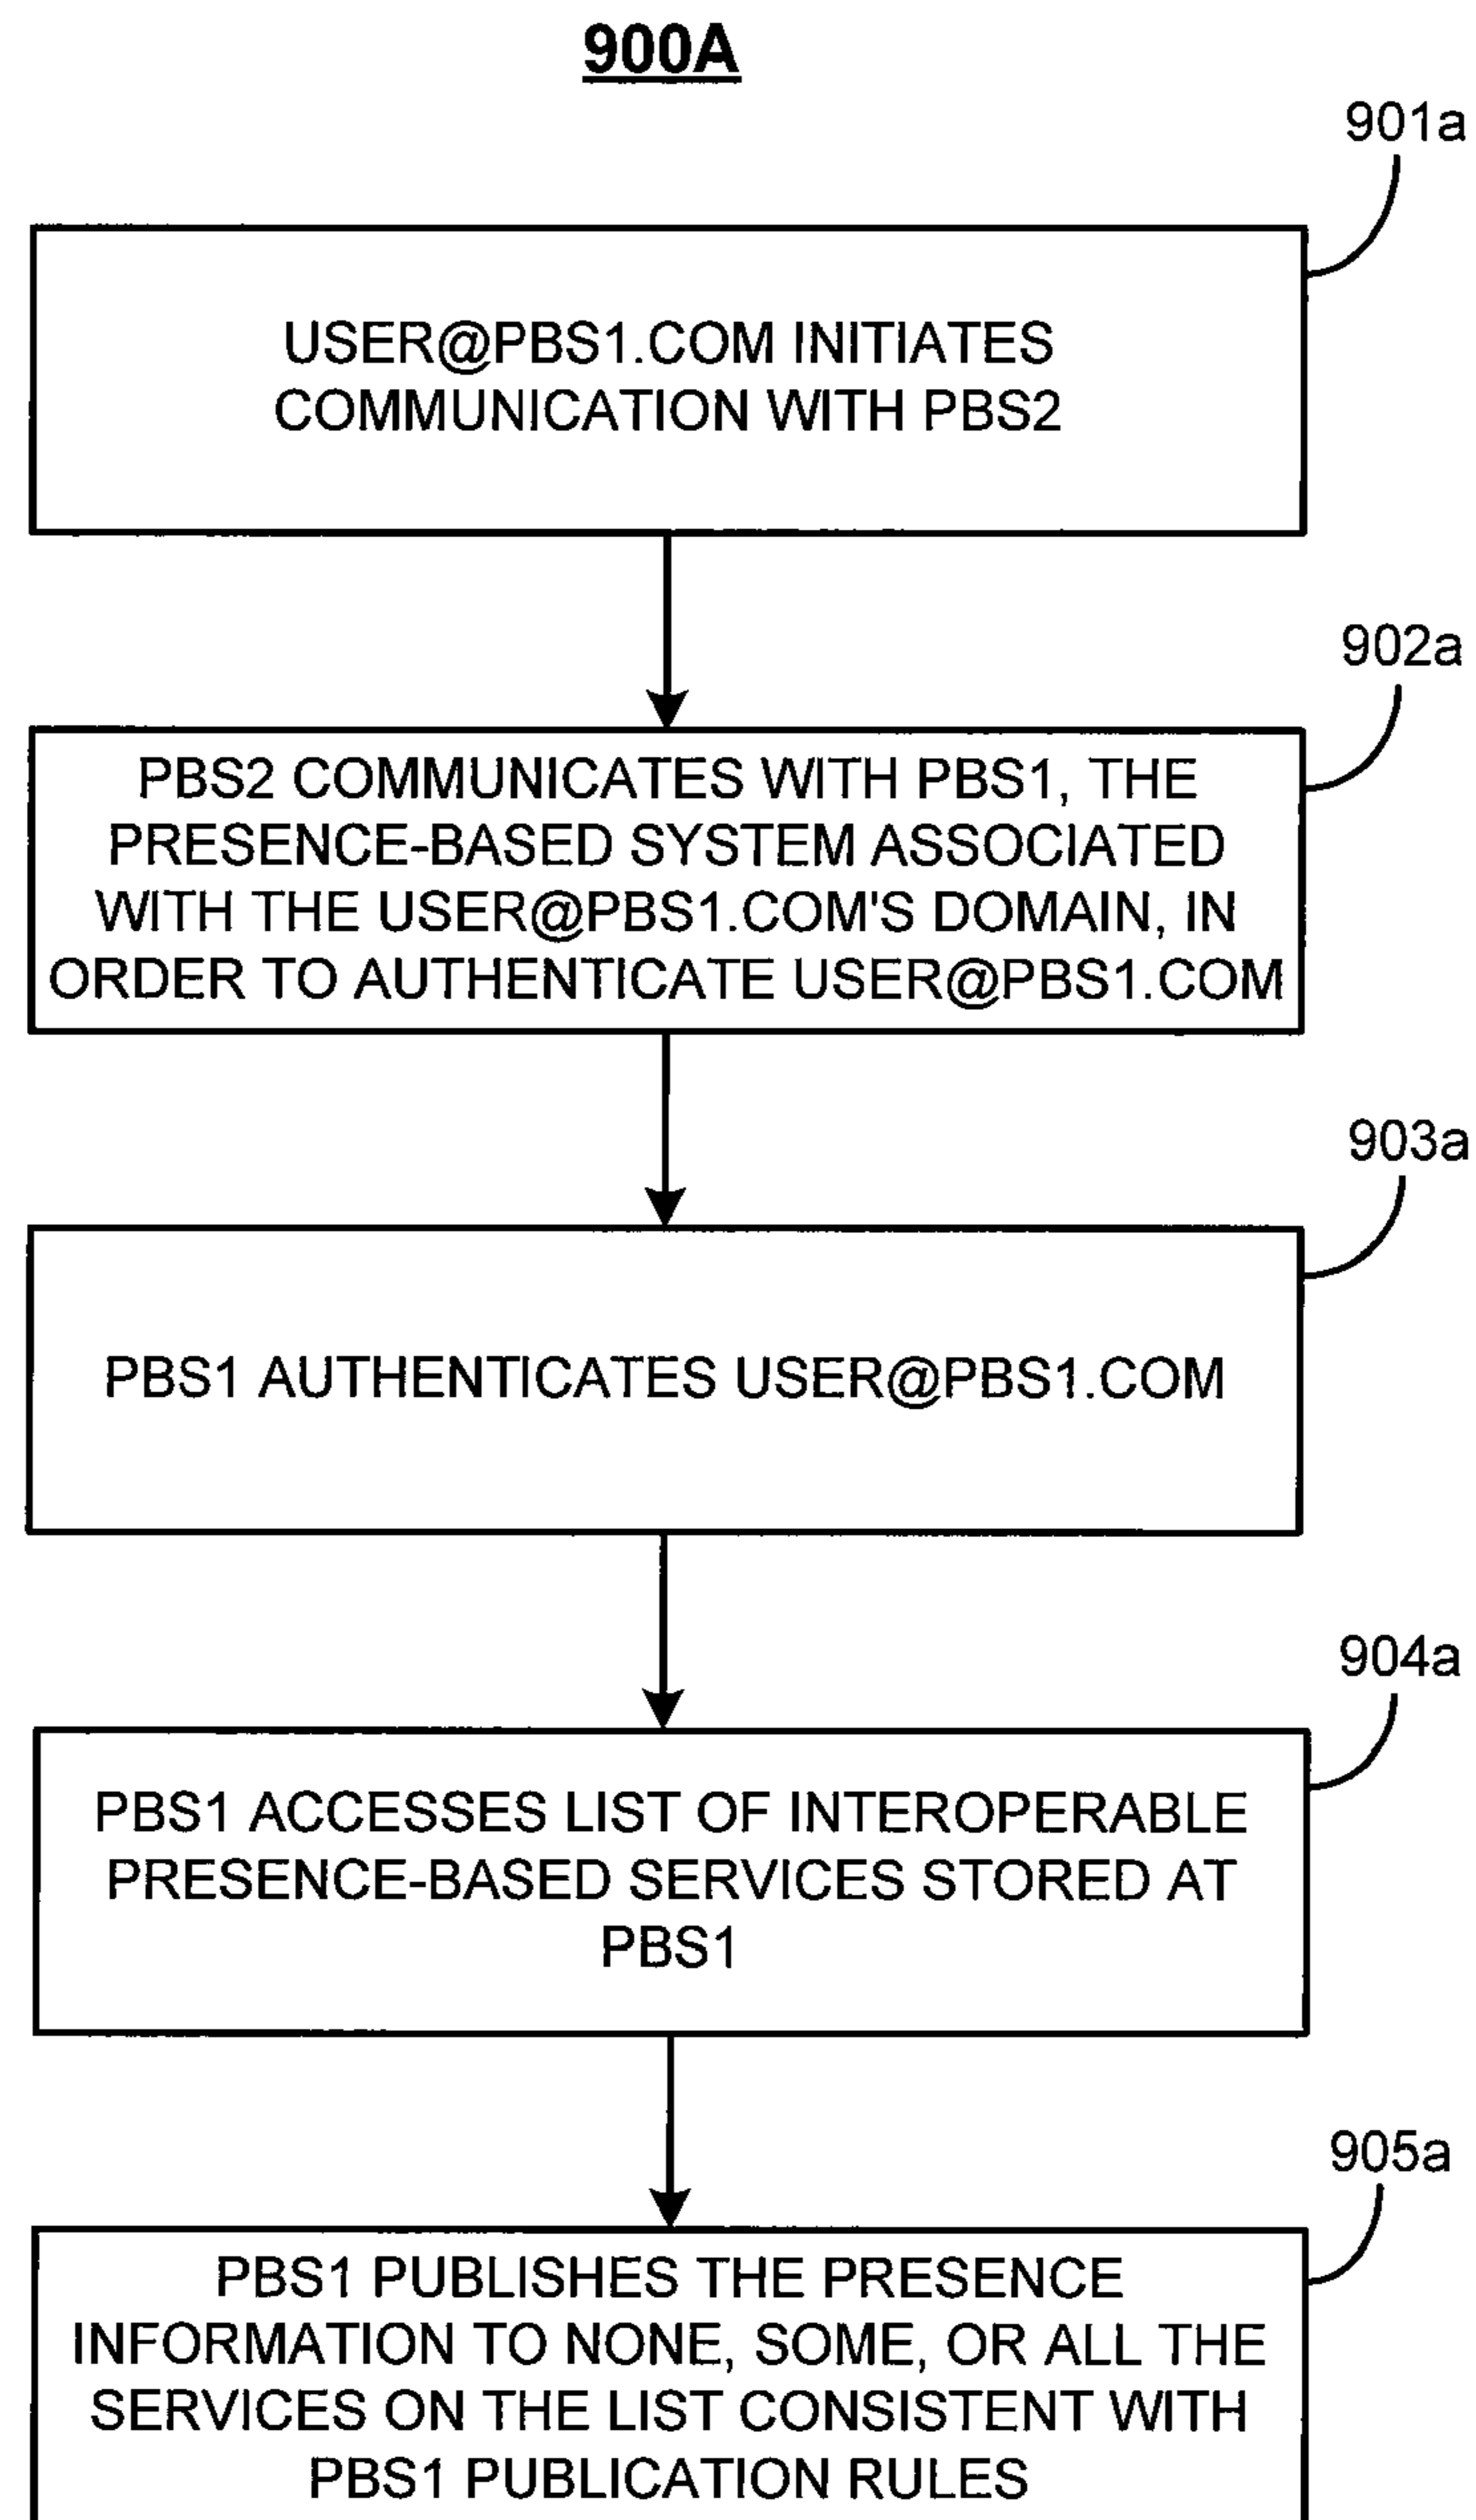 900A
901a
USER@PBS1.COM INITIATES
COMMUNICATION WITH PBS2
902a
PBS2 COMMUNICATES WITH PBS1, THE
PRESENCE-BASED SYSTEM ASSOCIATED
WITH THE USER@PBS1.COM'S DOMAIN, IN
ORDER TO AUTHENTICATE USER@PBS1.COM
903a
PBS1 AUTHENTICATES USER@PBS1.COM
904a
PBS1 ACCESSES LIST OF INTEROPERABLE
PRESENCE-BASED SERVICES STORED AT
PBS1
905a
PBS1 PUBLISHES THE PRESENCE
INFORMATION TO NONE, SOME, OR ALL THE
SERVICES ON THE LIST CONSISTENT WITH
PBS1 PUBLICATION RULES